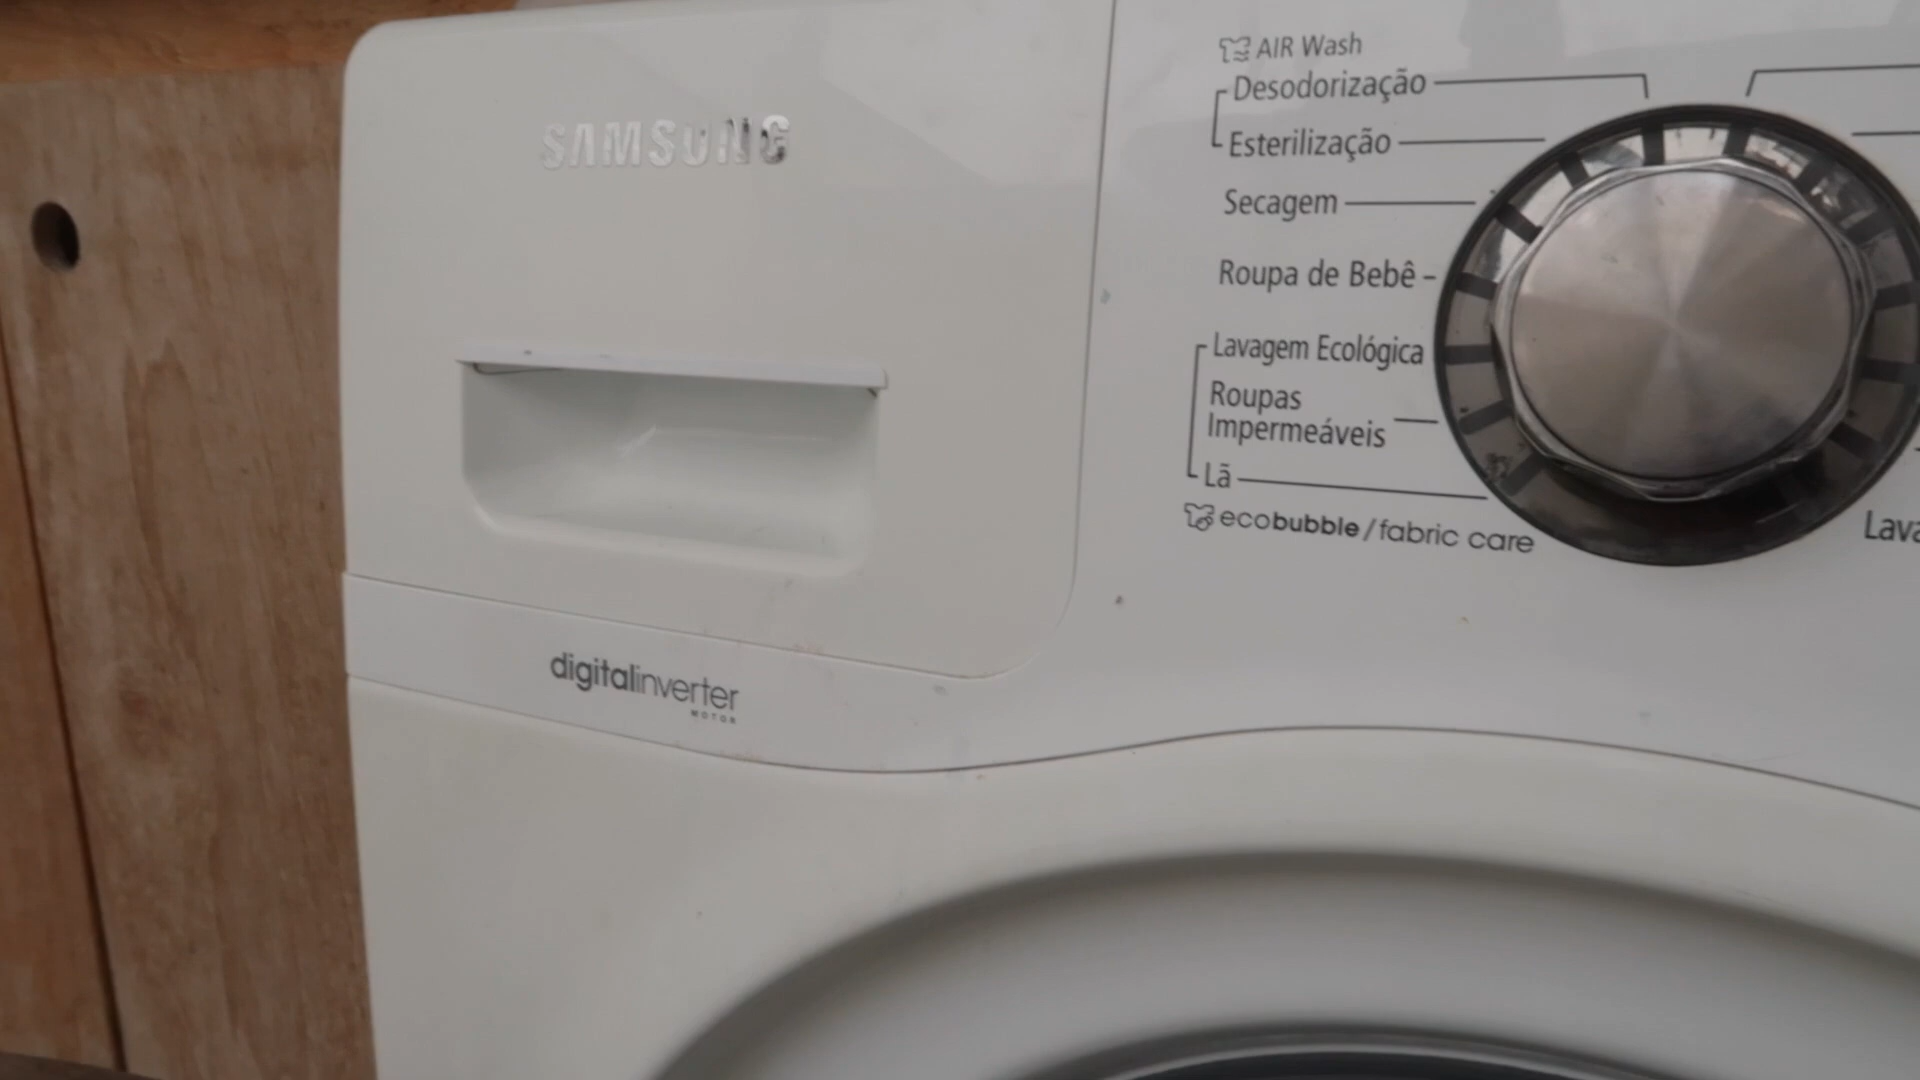 SAMSUNG
AIR Wash
Desodorização
Esterilização
Secagem
Roupa de Bebê
Lavagem Ecológica
Roupas
Impermeáveis
Lã
ecobubble/fabric care
digitalinverter
MOTOR